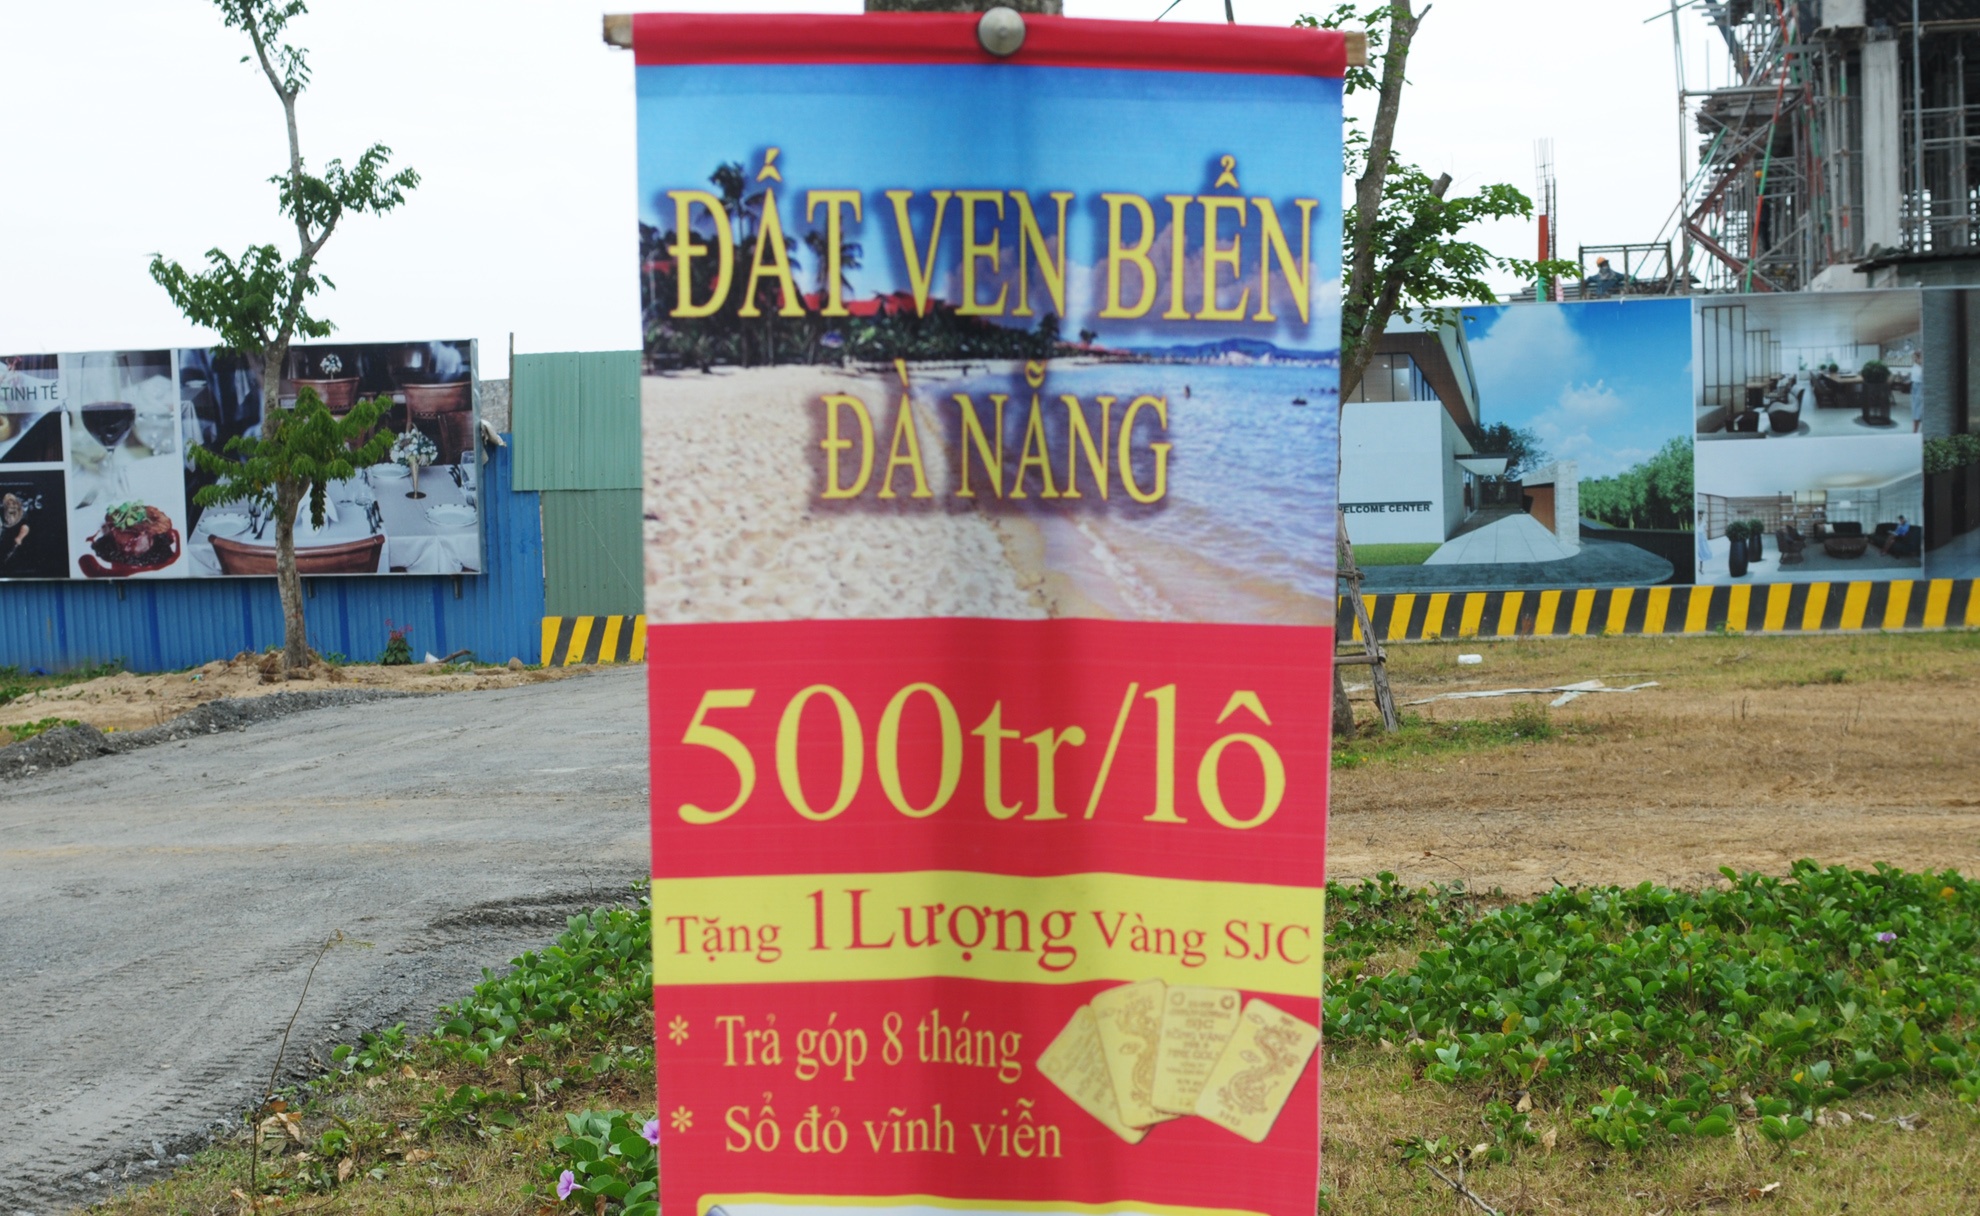 ĐẤT VEN BIỂN
ĐÀ NẴNG
500tr/lô
Tặng 1Lượng Vàng SJC
* Trả góp 8 tháng
* Sổ đỏ vĩnh viễn
TINH TẾ
ELCOME CENTER